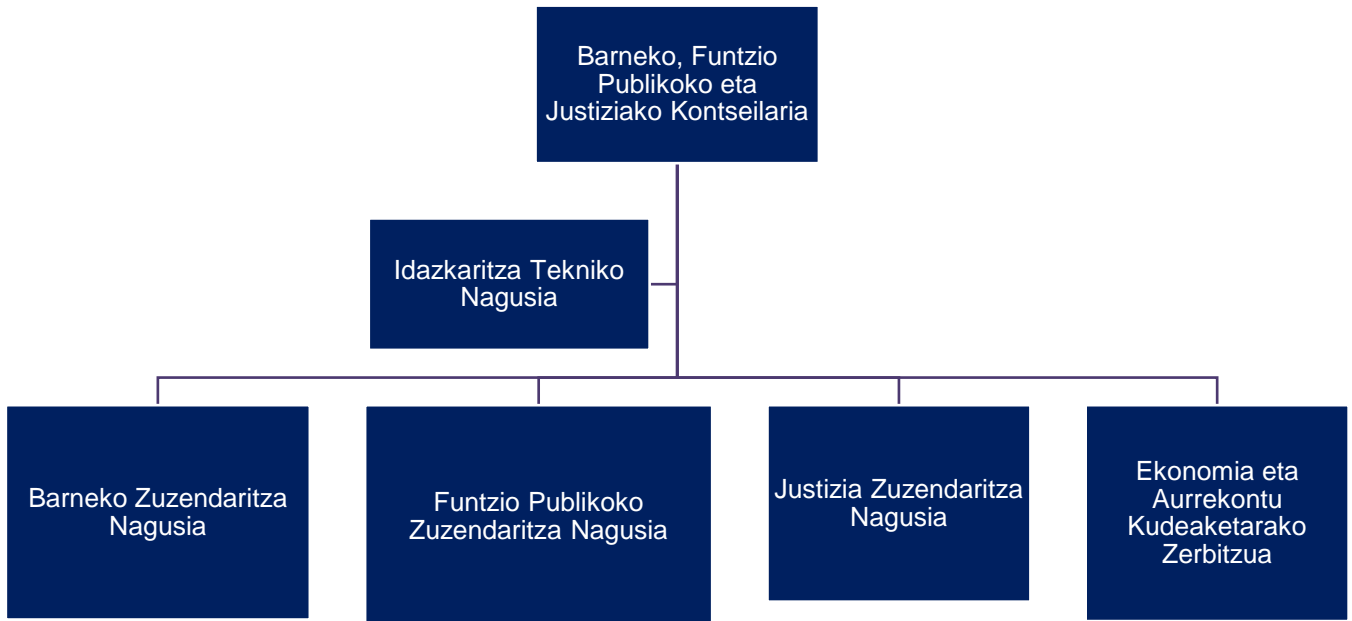 Barneko, Funtzio
Publikoko eta
Justiziako Kontseilaria
Idazkaritza Tekniko
Nagusia
Barneko Zuzendaritza
Nagusia
Funtzio Publikoko
Zuzendaritza Nagusia
Justizia Zuzendaritza
Nagusia
Ekonomia eta
Aurrekontu
Kudeaketarako
Zerbitzua